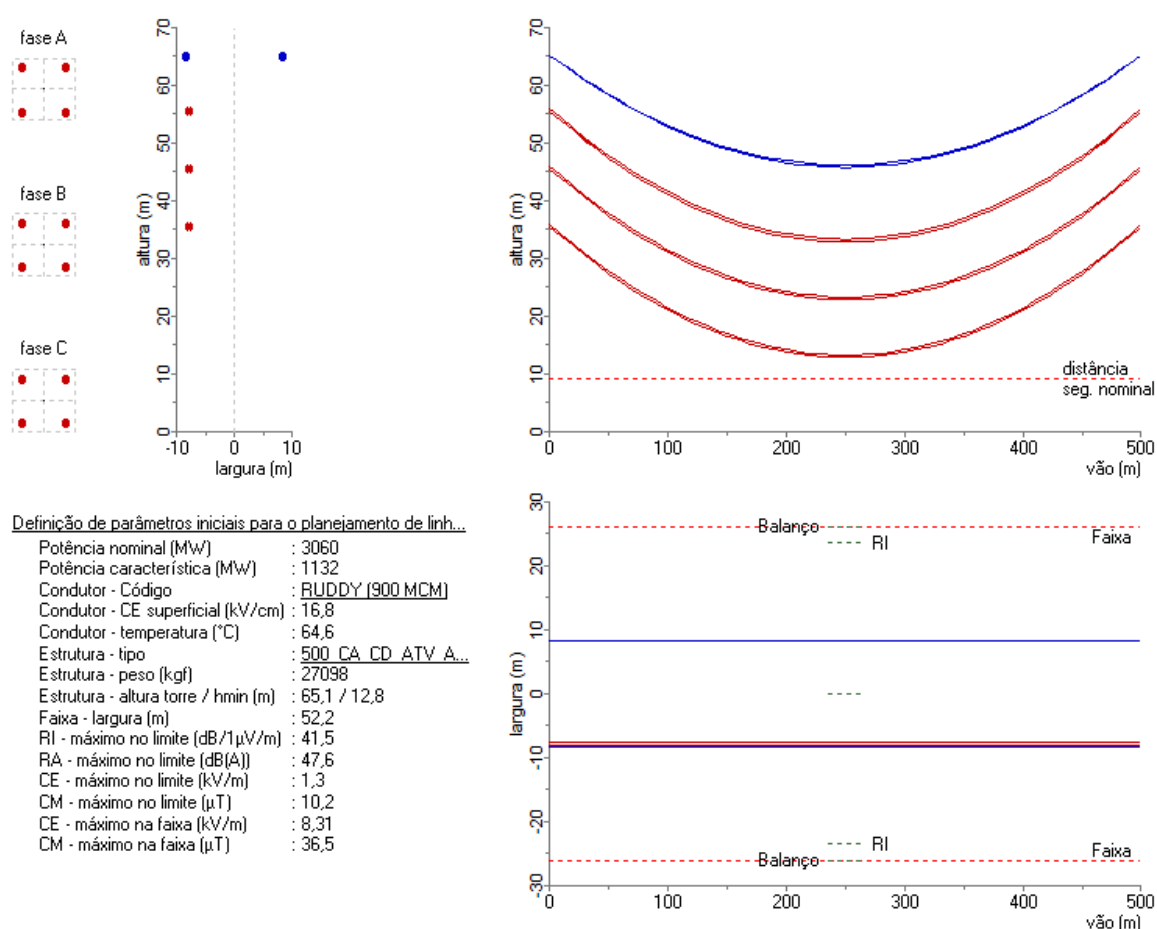 fase A
fase B
fase C
70
60
50
40
30
20
10
0
altura (m)
-10 0 10
largura (m)
70
60
50
40
30
20
10
0
altura (m)
distância
seg. nominal
0 100 200 300 400 500
vão (m)
Definição de parâmetros iniciais para o planejamento de linh...
Potência nominal (MW) : 3060
Potência característica (MW) : 1132
Condutor - Código : RUDDY (900 MCM)
Condutor - CE superficial (kV/cm) : 16,8
Condutor - temperatura (°C) : 64,6
Estrutura - tipo : 500_CA_CD_ATV_A...
Estrutura - peso (kgf) : 27098
Estrutura - altura torre / hmin (m) : 65,1 / 12,8
Faixa - largura (m) : 52,2
RI - máximo no limite (dB/1µV/m) : 41,5
RA - máximo no limite (dB(A)) : 47,6
CE - máximo no limite (kV/m) : 1,3
CM - máximo no limite (µT) : 10,2
CE - máximo na faixa (kV/m) : 8,31
CM - máximo na faixa (µT) : 36,5
30
20
10
0
-10
-20
-30
largura (m)
Balanço
RI
Faixa
RI
Balanço
Faixa
0 100 200 300 400 500
vão (m)